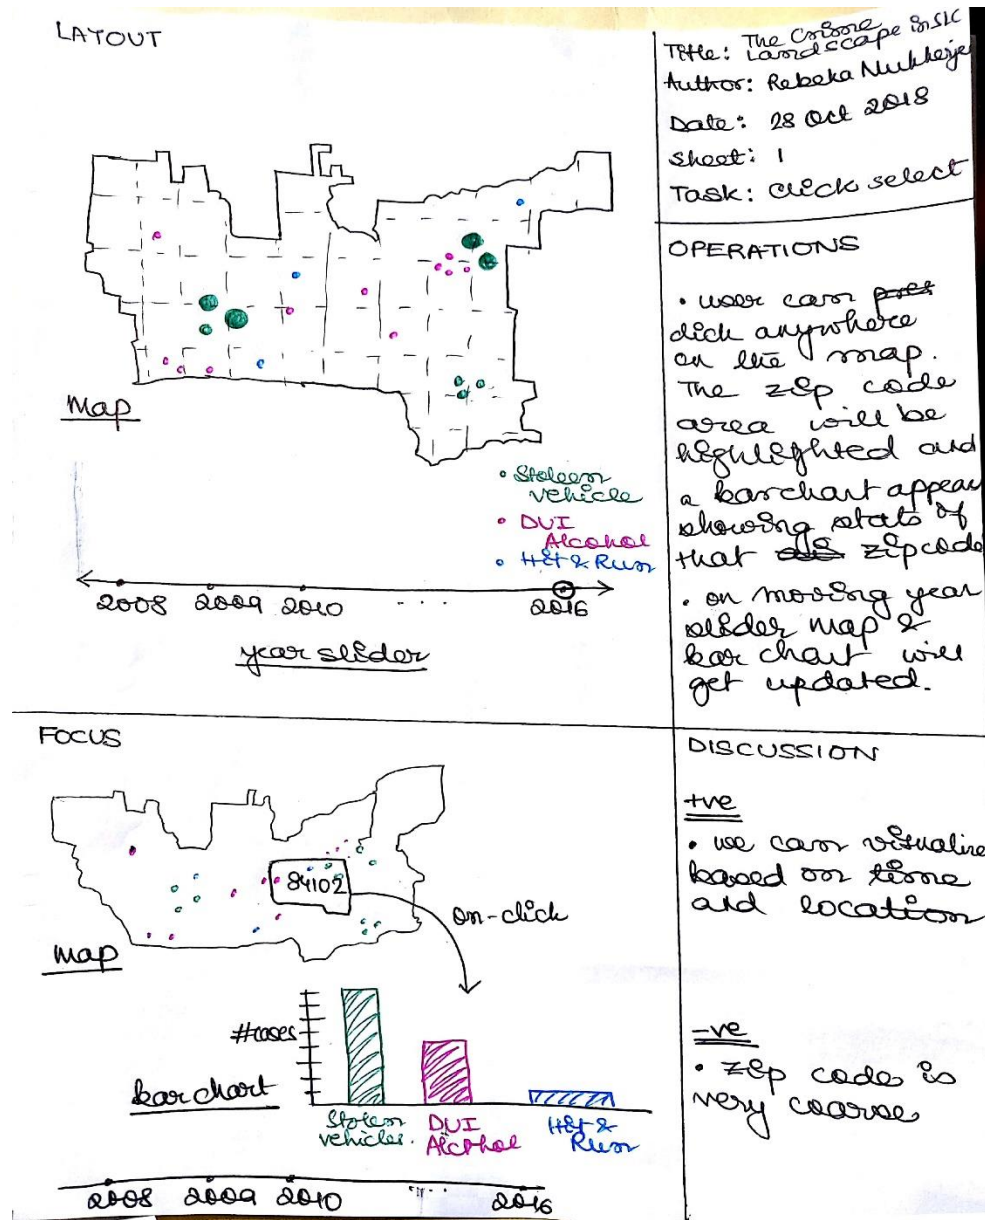 LAYOUT
Map
• Stoleen
vehicle
• DUI
Alcohol
• Hit & Run
2008 2009 2010 .... 2016
year slider
Title: The Crime
Landscape in SLC
Author: Rebeka Mukherjee
Date: 28 Oct 2018
Sheet: 1
Task: click select
OPERATIONS
• user can
click anywhere
on the map.
The zip code
area will be
highlighted and
a barchart appear
showing stats of
that zipcode
• on moving year
slider map &
bar chart will
get updated.
FOCUS
84102
on-click
Map
#cases
bar chart
Stolen
vehicles.
DUI
Alcohol
Hit &
Run
2008 2009 2010 .... 2016
DISCUSSION
+ve
• we can visualize
based on time
and location
-ve
• zip code is
very coarse